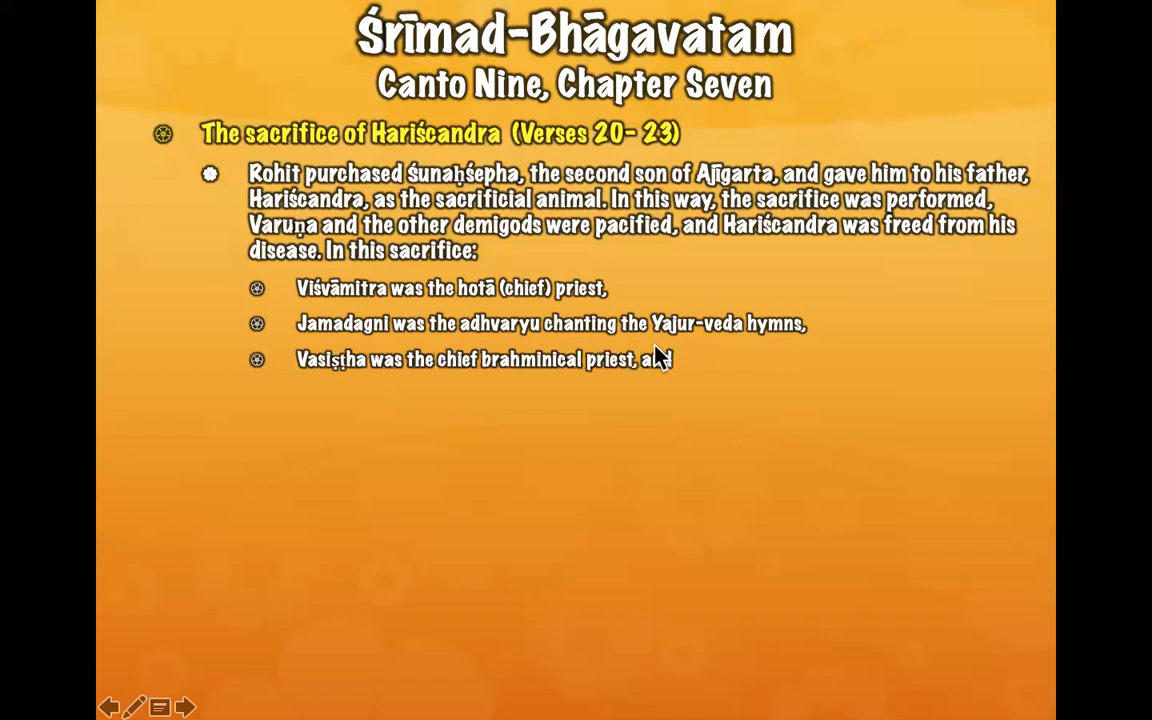 Śrīmad-Bhāgavatam
Canto Nine, Chapter Seven
The sacrifice of Hariścandra (Verses 20- 23)
Rohit purchased śunaḥśepha, the second son of Ajīgarta, and gave him to his father,
Hariścandra, as the sacrificial animal. In this way, the sacrifice was performed,
Varuṇa and the other demigods were pacified, and Hariścandra was freed from his
disease. In this sacrifice:
Viśvāmitra was the hotā (chief) priest,
Jamadagni was the adhvaryu chanting the Yajur-veda hymns,
Vasiṣṭha was the chief brahminical priest, and